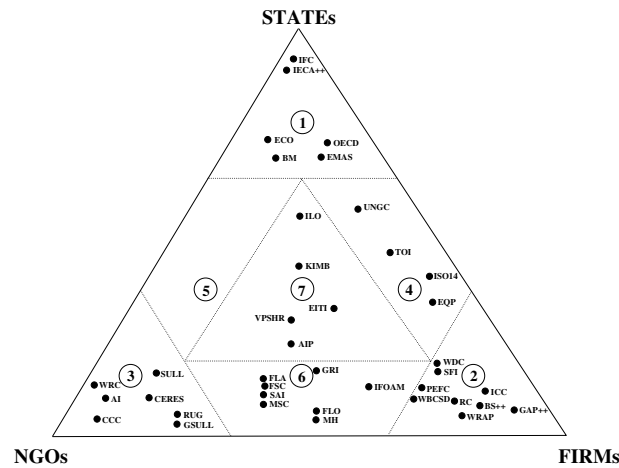 STATEs
IFC
IECA++
1
ECO
OECD
BM
EMAS
UNGC
ILO
TOI
KIMB
ISO14
5
7
4
EQP
EITI
VPSHR
AIP
WDC
GRI
SFI
3
SULL
6
2
FLA
WRC
FSC
IFOAM
PEFC
ICC
SAI
AI
CERES
WBCSD
RC
MSC
BS++
GAP++
FLO
RUG
WRAP
CCC
MH
GSULL
NGOs
FIRMs